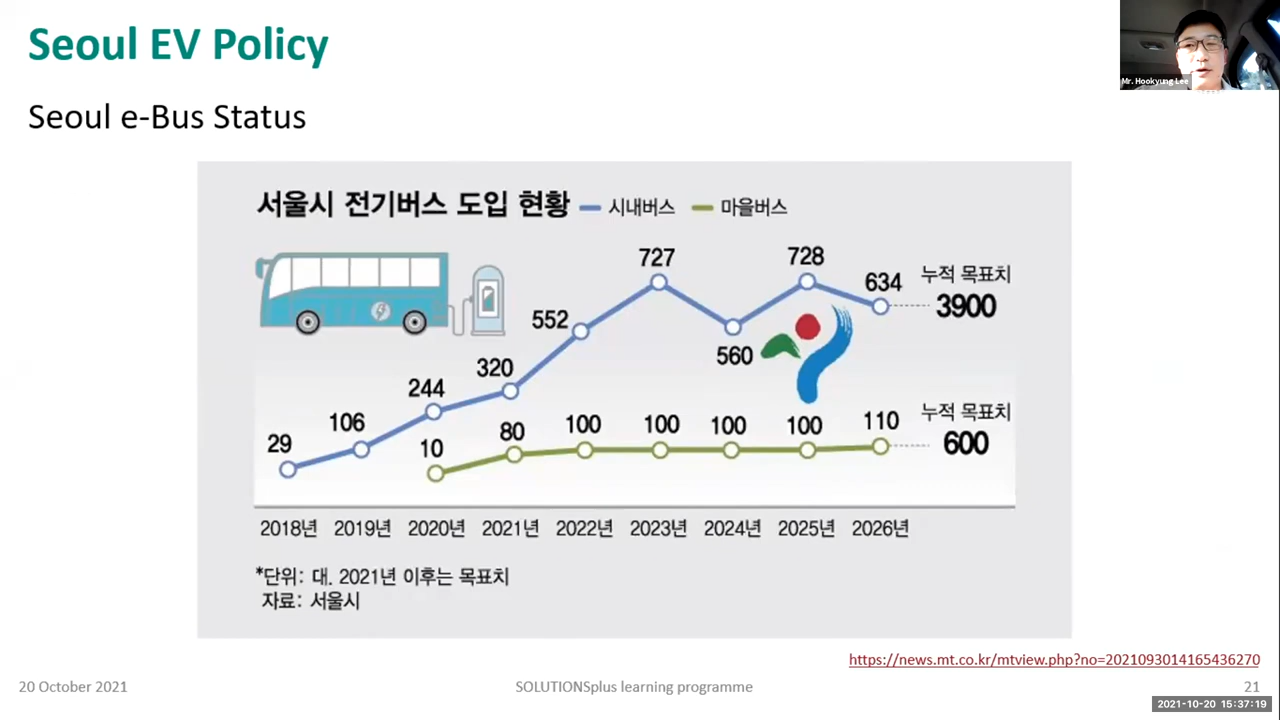 Seoul EV Policy
Mr. Hookyung Lee
Seoul e-Bus Status
서울시 전기버스 도입 현황
시내버스
마을버스
727
728
634
누적 목표치
3900
552
560
320
244
106
29
누적 목표치
600
10
80
100
100
100
100
110
2018년 2019년 2020년 2021년 2022년 2023년 2024년 2025년 2026년
*단위: 대. 2021년 이후는 목표치
자료: 서울시
https://news.mt.co.kr/mtview.php?no=2021093014165436270
20 October 2021
SOLUTIONSplus learning programme
21
2021-10-20 15:37:19